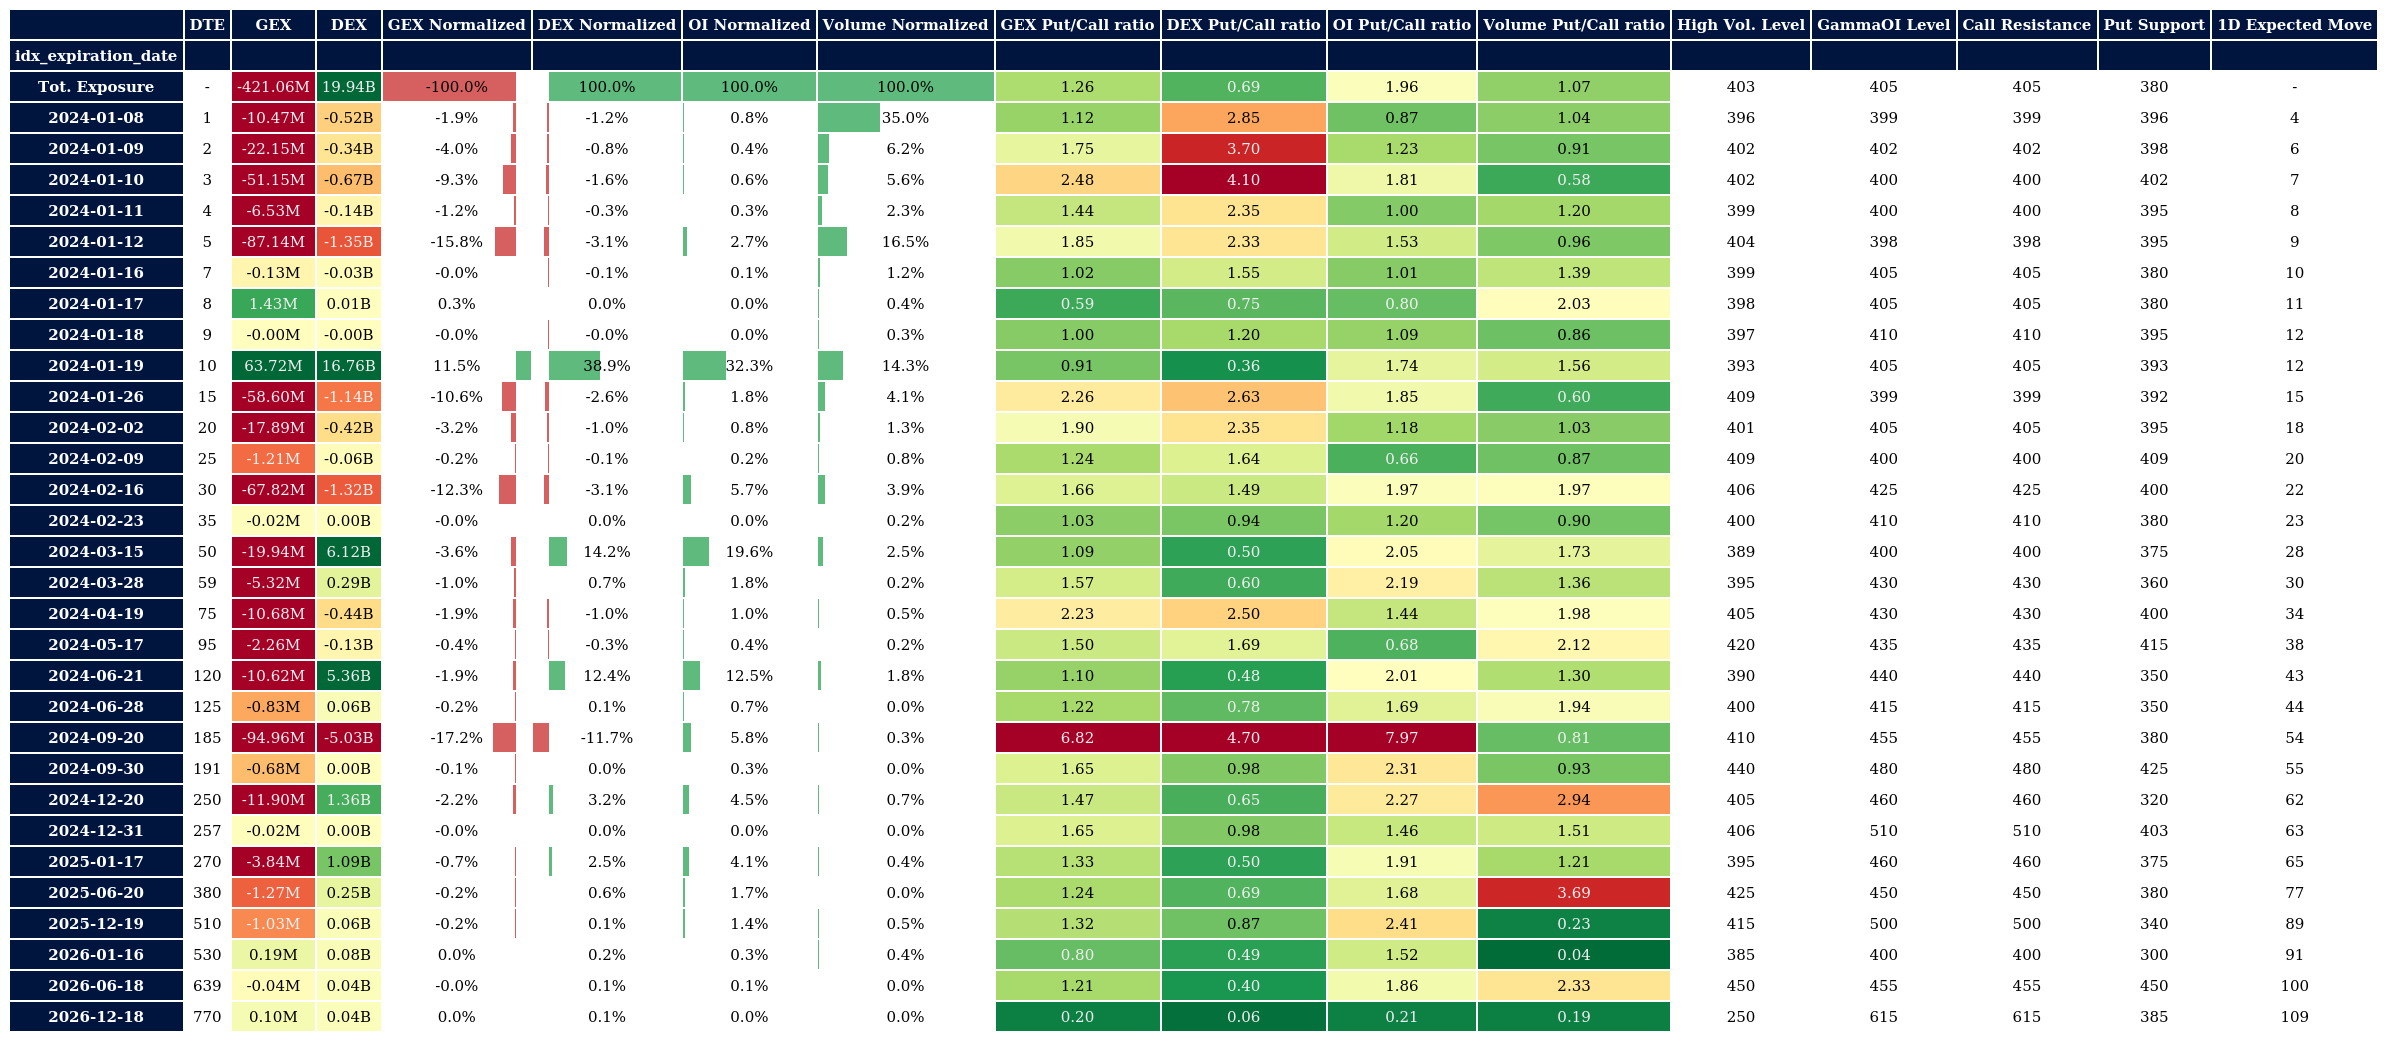 DTE GEX DEX GEX Normalized DEX Normalized OI Normalized Volume Normalized GEX Put/Call ratio DEX Put/Call ratio OI Put/Call ratio Volume Put/Call ratio High Vol. Level GammaOI Level Call Resistance Put Support 1D Expected Move
idx_expiration_date
Tot. Exposure - -421.06M 19.94B -100.0% 100.0% 100.0% 100.0% 1.26 0.69 1.96 1.07 403 405 405 380 -
2024-01-08 1 -10.47M -0.52B -1.9% -1.2% 0.8% 35.0% 1.12 2.85 0.87 1.04 396 399 399 396 4
2024-01-09 2 -22.15M -0.34B -4.0% -0.8% 0.4% 6.2% 1.75 3.70 1.23 0.91 402 402 402 398 6
2024-01-10 3 -51.15M -0.67B -9.3% -1.6% 0.6% 5.6% 2.48 4.10 1.81 0.58 402 400 400 402 7
2024-01-11 4 -6.53M -0.14B -1.2% -0.3% 0.3% 2.3% 1.44 2.35 1.00 1.20 399 400 400 395 8
2024-01-12 5 -87.14M -1.35B -15.8% -3.1% 2.7% 16.5% 1.85 2.33 1.53 0.96 404 398 398 395 9
2024-01-16 7 -0.13M -0.03B -0.0% -0.1% 0.1% 1.2% 1.02 1.55 1.01 1.39 399 405 405 380 10
2024-01-17 8 1.43M 0.01B 0.3% 0.0% 0.0% 0.4% 0.59 0.75 0.80 2.03 398 405 405 380 11
2024-01-18 9 -0.00M -0.00B -0.0% -0.0% 0.0% 0.3% 1.00 1.20 1.09 0.86 397 410 410 395 12
2024-01-19 10 63.72M 16.76B 11.5% 38.9% 32.3% 14.3% 0.91 0.36 1.74 1.56 393 405 405 393 12
2024-01-26 15 -58.60M -1.14B -10.6% -2.6% 1.8% 4.1% 2.26 2.63 1.85 0.60 409 399 399 392 15
2024-02-02 20 -17.89M -0.42B -3.2% -1.0% 0.8% 1.3% 1.90 2.35 1.18 1.03 401 405 405 395 18
2024-02-09 25 -1.21M -0.06B -0.2% -0.1% 0.2% 0.8% 1.24 1.64 0.66 0.87 409 400 400 409 20
2024-02-16 30 -67.82M -1.32B -12.3% -3.1% 5.7% 3.9% 1.66 1.49 1.97 1.97 406 425 425 400 22
2024-02-23 35 -0.02M 0.00B -0.0% 0.0% 0.0% 0.2% 1.03 0.94 1.20 0.90 400 410 410 380 23
2024-03-15 50 -19.94M 6.12B -3.6% 14.2% 19.6% 2.5% 1.09 0.50 2.05 1.73 389 400 400 375 28
2024-03-28 59 -5.32M 0.29B -1.0% 0.7% 1.8% 0.2% 1.57 0.60 2.19 1.36 395 430 430 360 30
2024-04-19 75 -10.68M -0.44B -1.9% -1.0% 1.0% 0.5% 2.23 2.50 1.44 1.98 405 430 430 400 34
2024-05-17 95 -2.26M -0.13B -0.4% -0.3% 0.4% 0.2% 1.50 1.69 0.68 2.12 420 435 435 415 38
2024-06-21 120 -10.62M 5.36B -1.9% 12.4% 12.5% 1.8% 1.10 0.48 2.01 1.30 390 440 440 350 43
2024-06-28 125 -0.83M 0.06B -0.2% 0.1% 0.7% 0.0% 1.22 0.78 1.69 1.94 400 415 415 350 44
2024-09-20 185 -94.96M -5.03B -17.2% -11.7% 5.8% 0.3% 6.82 4.70 7.97 0.81 410 455 455 380 54
2024-09-30 191 -0.68M 0.00B -0.1% 0.0% 0.3% 0.0% 1.65 0.98 2.31 0.93 440 480 480 425 55
2024-12-20 250 -11.90M 1.36B -2.2% 3.2% 4.5% 0.7% 1.47 0.65 2.27 2.94 405 460 460 320 62
2024-12-31 257 -0.02M 0.00B -0.0% 0.0% 0.0% 0.0% 1.65 0.98 1.46 1.51 406 510 510 403 63
2025-01-17 270 -3.84M 1.09B -0.7% 2.5% 4.1% 0.4% 1.33 0.50 1.91 1.21 395 460 460 375 65
2025-06-20 380 -1.27M 0.25B -0.2% 0.6% 1.7% 0.0% 1.24 0.69 1.68 3.69 425 450 450 380 77
2025-12-19 510 -1.03M 0.06B -0.2% 0.1% 1.4% 0.5% 1.32 0.87 2.41 0.23 415 500 500 340 89
2026-01-16 530 0.19M 0.08B 0.0% 0.2% 0.3% 0.4% 0.80 0.49 1.52 0.04 385 400 400 300 91
2026-06-18 639 -0.04M 0.04B -0.0% 0.1% 0.1% 0.0% 1.21 0.40 1.86 2.33 450 455 455 450 100
2026-12-18 770 0.10M 0.04B 0.0% 0.1% 0.0% 0.0% 0.20 0.06 0.21 0.19 250 615 615 385 109